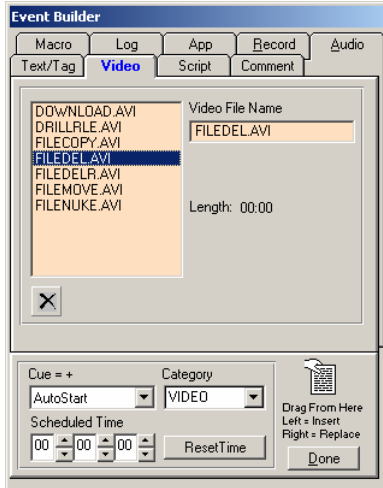 Event Builder
Macro Log App Record Audio
Text/Tag Video Script Comment
DOWNLOAD.AVI
DRILLRLE.AVI
FILECOPY.AVI
FILEDEL.AVI
FILEDELR.AVI
FILEMOVE.AVI
FILENUKE.AVI
Video File Name
FILEDEL.AVI
Length: 00:00
Cue = +
AutoStart
Category
VIDEO
Scheduled Time
00 00 00
ResetTime
Drag From Here
Left = Insert
Right = Replace
Done